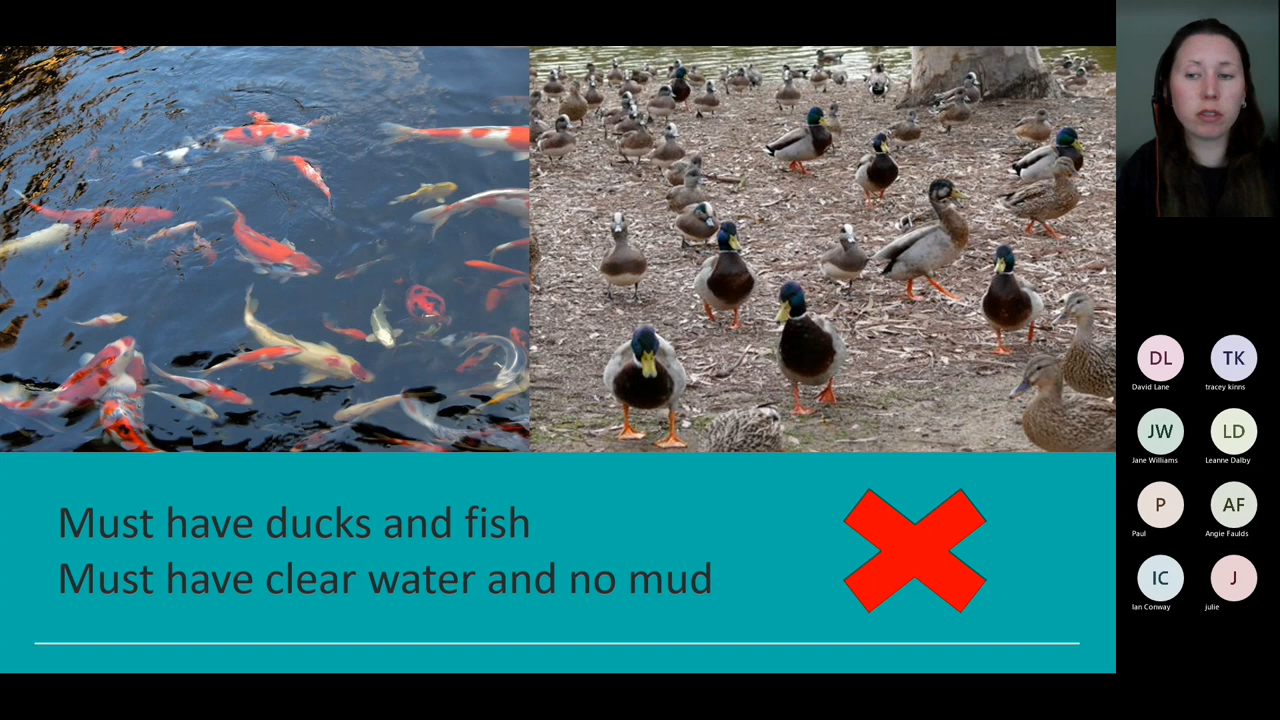 Must have ducks and fish
Must have clear water and no mud
DL
TK
David Lane
tracey kinns
JW
LD
Jane Williams
Leanne Dalby
P
AF
Paul
Angie Faulds
IC
J
Ian Conway
julie